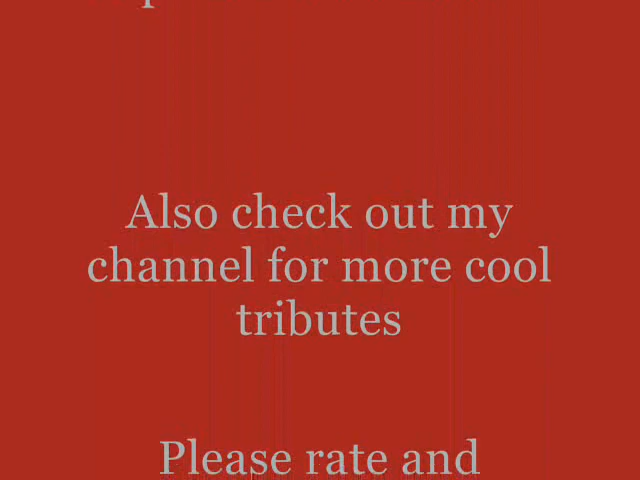 Also check out my
channel for more cool
tributes
Please rate and